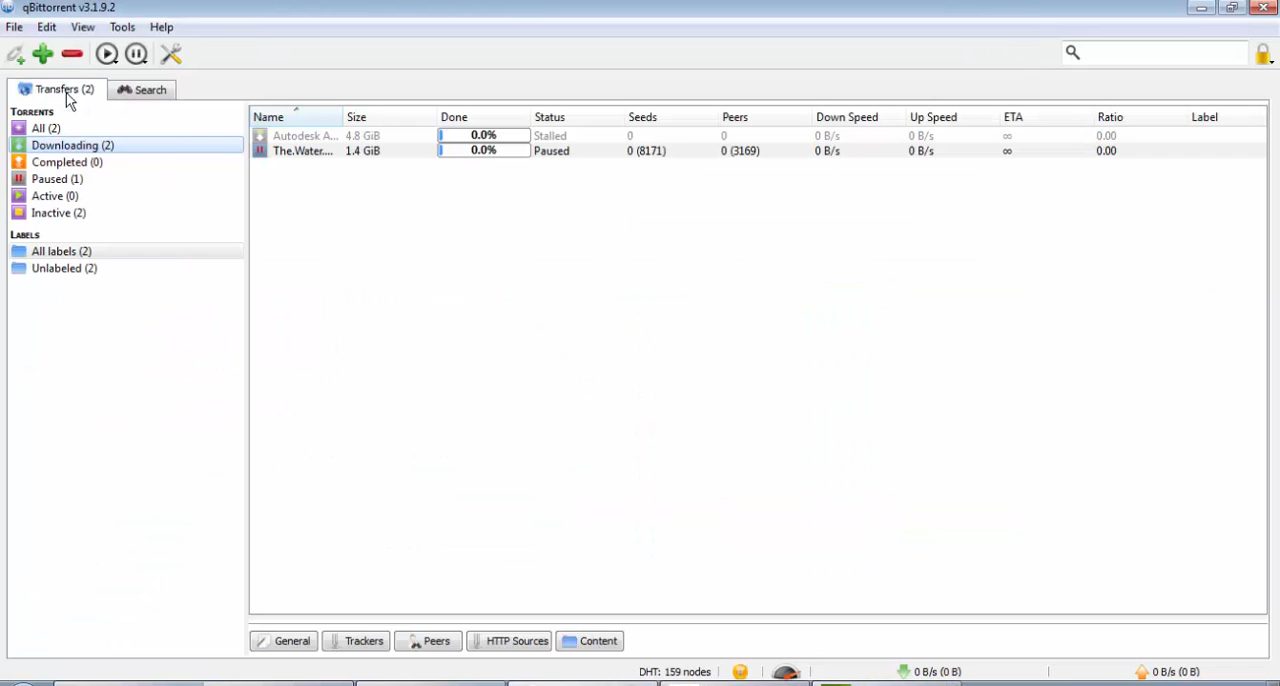 qBittorrent v3.1.9.2
File Edit View Tools Help
Transfers (2) Search
TORRENTS
All (2)
Downloading (2)
Completed (0)
Paused (1)
Active (0)
Inactive (2)
LABELS
All labels (2)
Unlabeled (2)
Name Size Done Status Seeds Peers Down Speed Up Speed ETA Ratio Label
Autodesk A... 4.8 GiB 0.0% Stalled 0 0 0 B/s 0 B/s ∞ 0.00
The.Water.... 1.4 GiB 0.0% Paused 0 (8171) 0 (3169) 0 B/s 0 B/s ∞ 0.00
General Trackers Peers HTTP Sources Content
DHT: 159 nodes 0 B/s (0 B) 0 B/s (0 B)